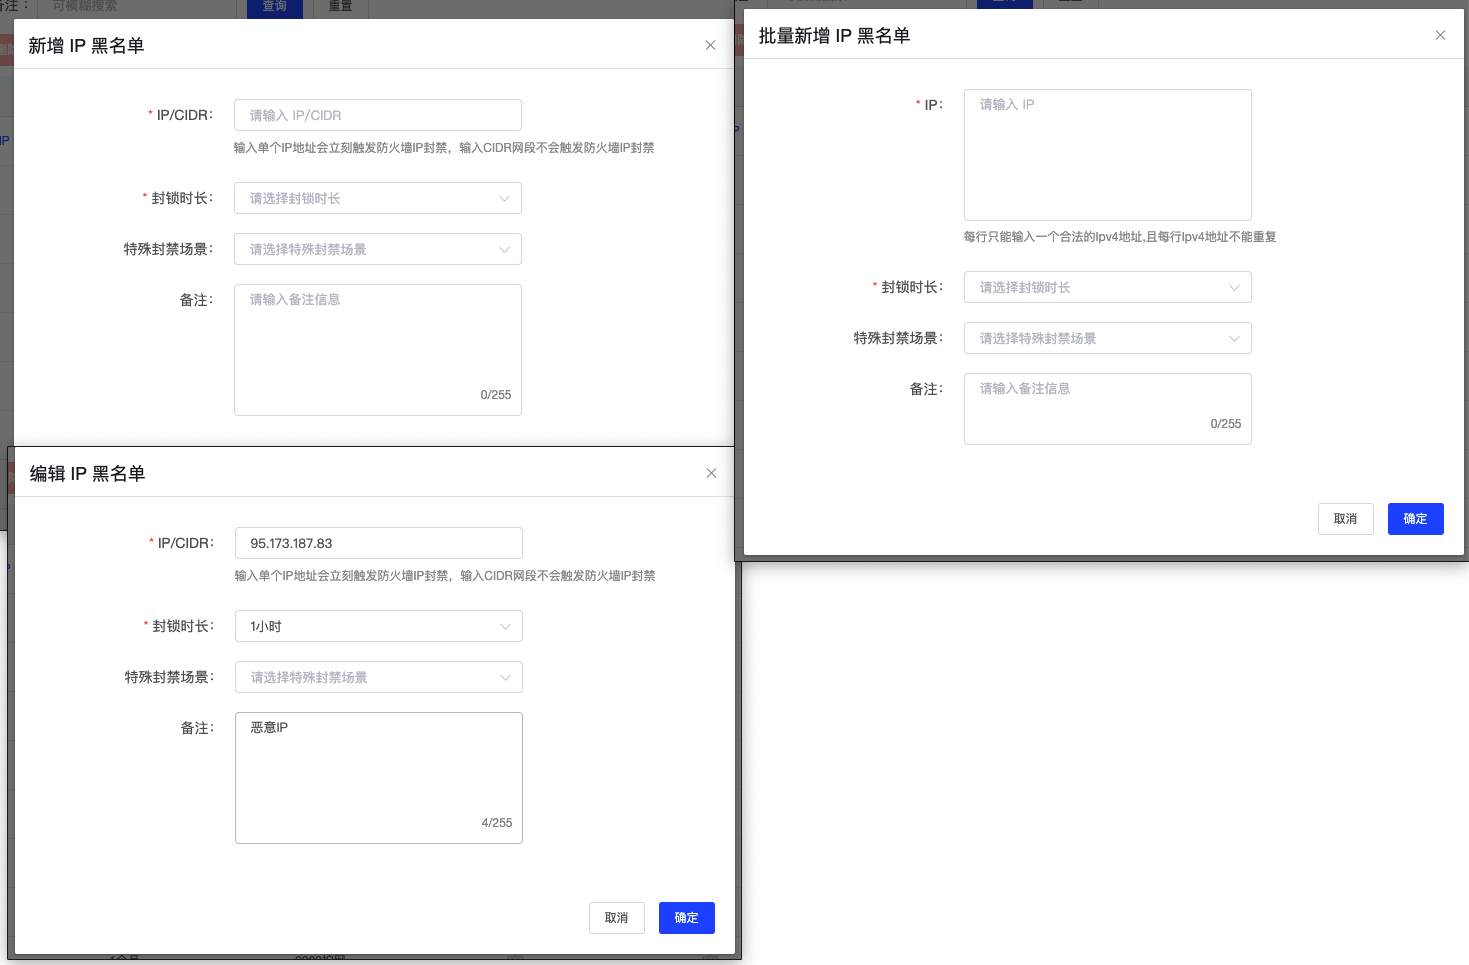 备注：
可模糊搜索
查询
重置
新增 IP 黑名单
* IP/CIDR：
请输入 IP/CIDR
输入单个IP地址会立刻触发防火墙IP封禁，输入CIDR网段不会触发防火墙IP封禁
* 封锁时长：
请选择封锁时长
特殊封禁场景：
请选择特殊封禁场景
备注：
请输入备注信息
0/255
批量新增 IP 黑名单
* IP：
请输入 IP
每行只能输入一个合法的Ipv4地址,且每行Ipv4地址不能重复
* 封锁时长：
请选择封锁时长
特殊封禁场景：
请选择特殊封禁场景
备注：
请输入备注信息
0/255
取消
确定
编辑 IP 黑名单
* IP/CIDR：
95.173.187.83
输入单个IP地址会立刻触发防火墙IP封禁，输入CIDR网段不会触发防火墙IP封禁
* 封锁时长：
1小时
特殊封禁场景：
请选择特殊封禁场景
备注：
恶意IP
4/255
取消
确定